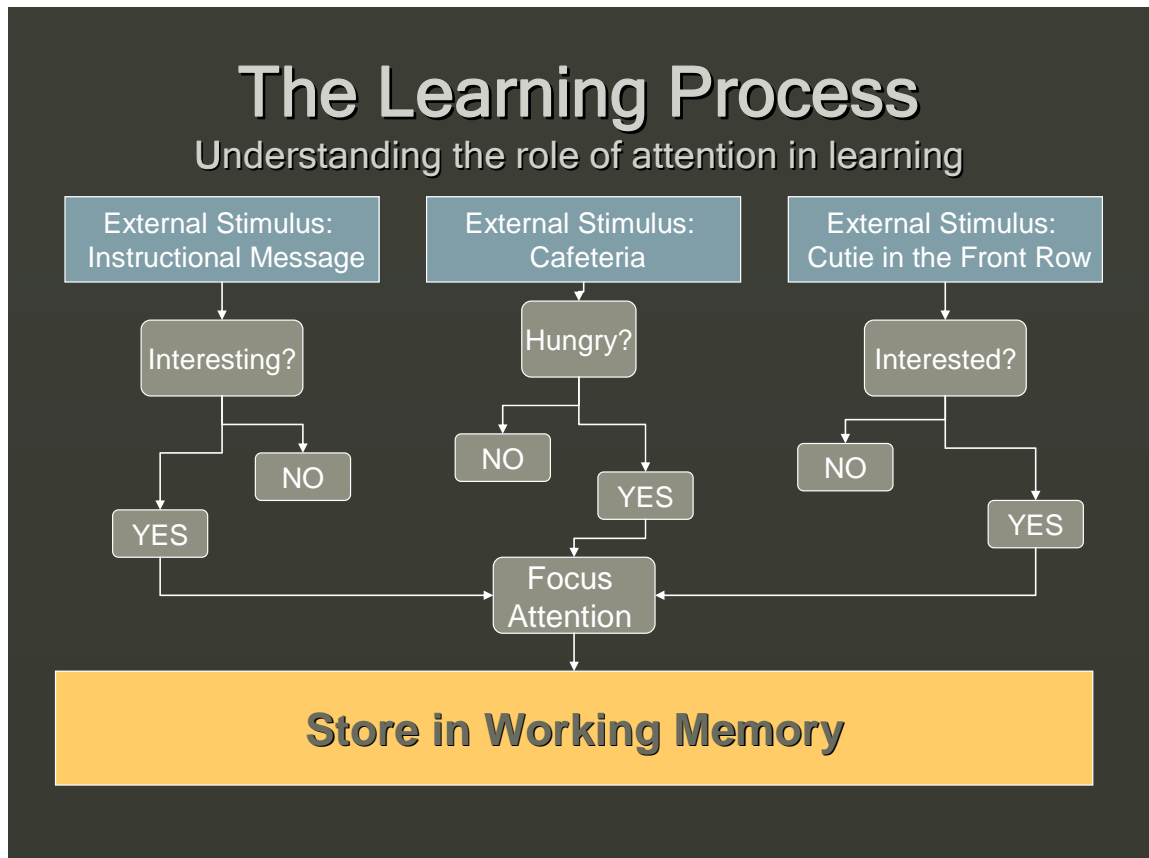 The Learning Process
Understanding the role of attention in learning
External Stimulus:
Instructional Message
External Stimulus:
Cafeteria
External Stimulus:
Cutie in the Front Row
Interesting?
Hungry?
Interested?
NO
YES
NO
YES
NO
YES
Focus
Attention
Store in Working Memory